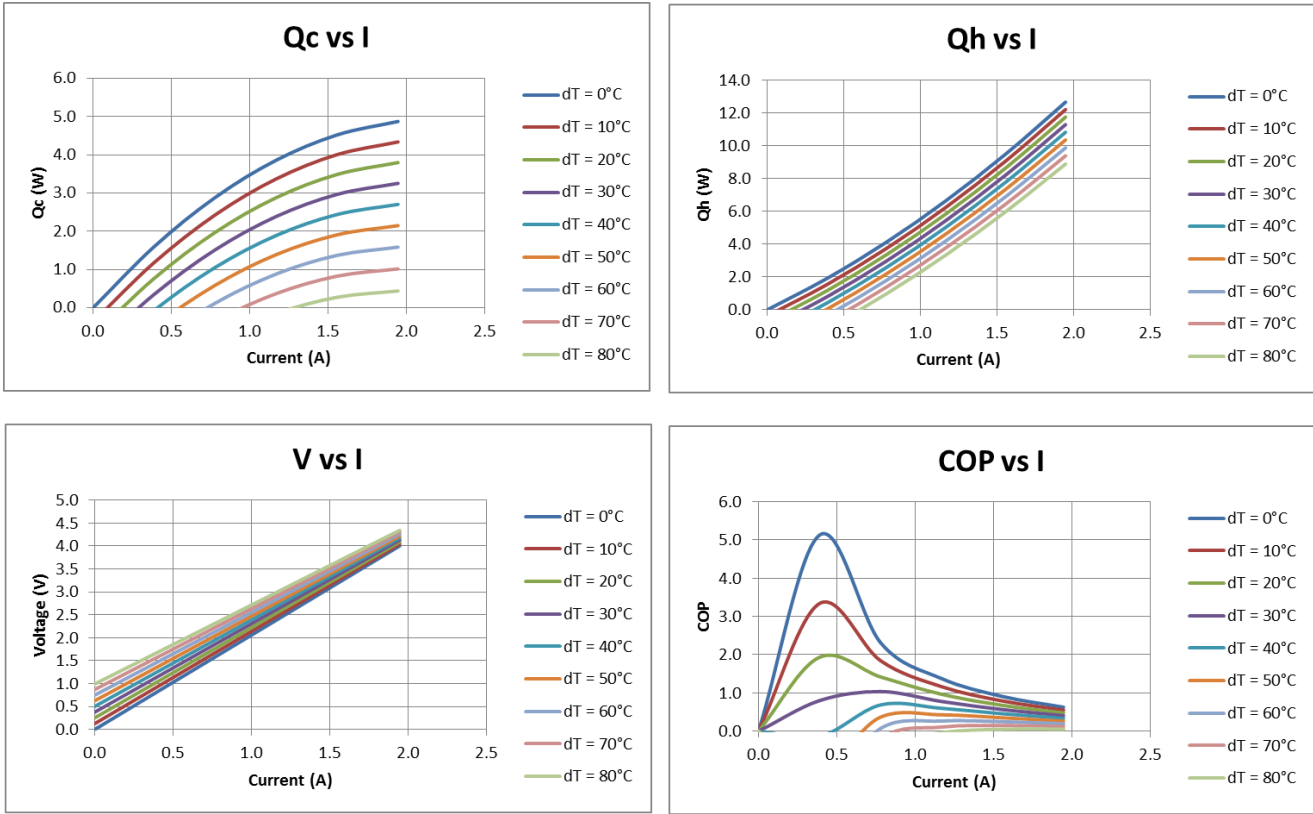 Qc vs I
Qc (W)
6.0
5.0
4.0
3.0
2.0
1.0
0.0
0.0 0.5 1.0 1.5 2.0 2.5
Current (A)
dT = 0°C
dT = 10°C
dT = 20°C
dT = 30°C
dT = 40°C
dT = 50°C
dT = 60°C
dT = 70°C
dT = 80°C
Qh vs I
Qh (W)
14.0
12.0
10.0
8.0
6.0
4.0
2.0
0.0
0.0 0.5 1.0 1.5 2.0 2.5
Current (A)
dT = 0°C
dT = 10°C
dT = 20°C
dT = 30°C
dT = 40°C
dT = 50°C
dT = 60°C
dT = 70°C
dT = 80°C
V vs I
Voltage (V)
5.0
4.5
4.0
3.5
3.0
2.5
2.0
1.5
1.0
0.5
0.0
0.0 0.5 1.0 1.5 2.0 2.5
Current (A)
dT = 0°C
dT = 10°C
dT = 20°C
dT = 30°C
dT = 40°C
dT = 50°C
dT = 60°C
dT = 70°C
dT = 80°C
COP vs I
COP
6.0
5.0
4.0
3.0
2.0
1.0
0.0
0.0 0.5 1.0 1.5 2.0 2.5
Current (A)
dT = 0°C
dT = 10°C
dT = 20°C
dT = 30°C
dT = 40°C
dT = 50°C
dT = 60°C
dT = 70°C
dT = 80°C